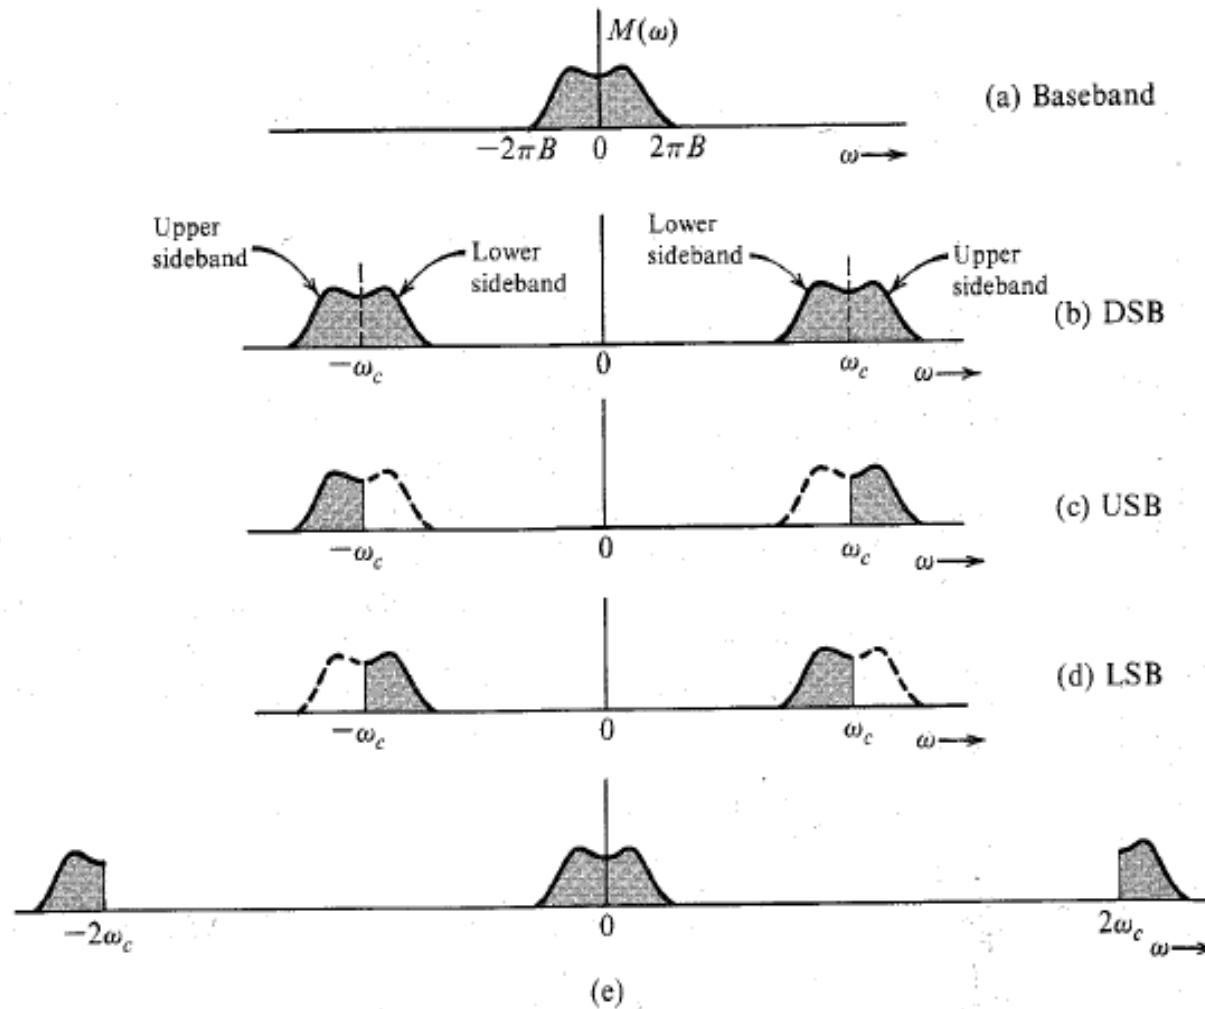 M(ω)
(a) Baseband
−2πB 0 2πB ω
Upper sideband
Lower sideband
Lower sideband
Upper sideband
(b) DSB
−ω_c 0 ω_c ω
(c) USB
−ω_c 0 ω_c ω
(d) LSB
−ω_c 0 ω_c ω
−2ω_c 0 2ω_c ω
(e)